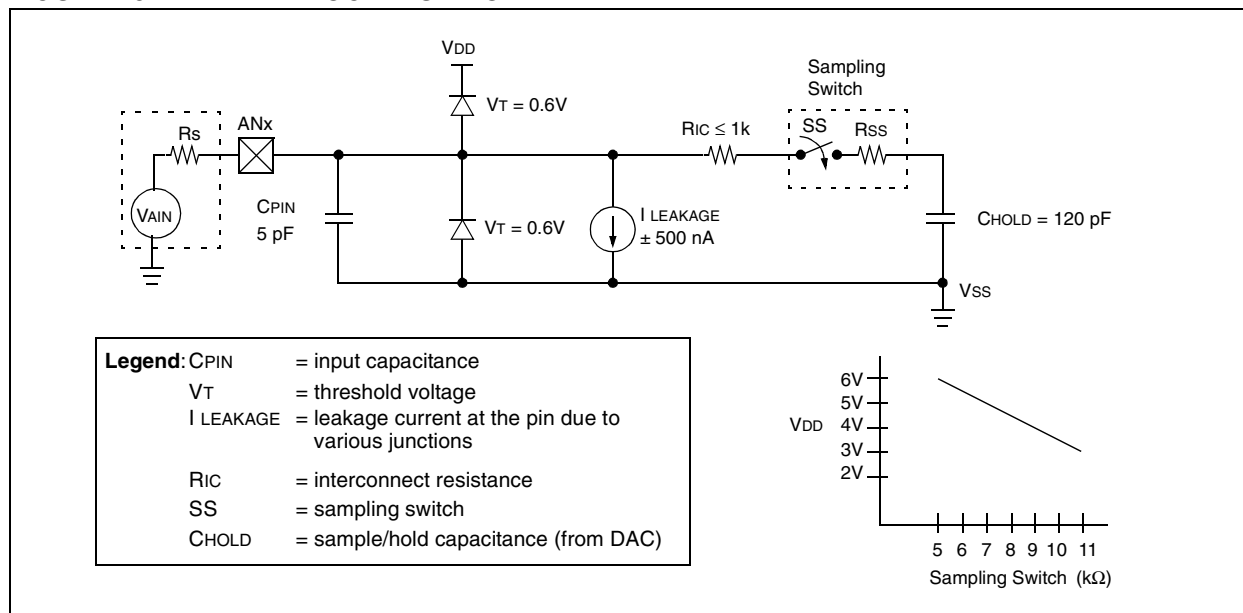 VDD
Sampling
Switch
VT = 0.6V
Rs
ANx
RIC ≤ 1k
SS
RSS
VAIN
CPIN
5 pF
VT = 0.6V
I LEAKAGE
± 500 nA
CHOLD = 120 pF
VSS
Legend: CPIN = input capacitance
VT = threshold voltage
I LEAKAGE = leakage current at the pin due to
various junctions
RIC = interconnect resistance
SS = sampling switch
CHOLD = sample/hold capacitance (from DAC)
6V
5V
VDD 4V
3V
2V
5 6 7 8 9 10 11
Sampling Switch (kΩ)